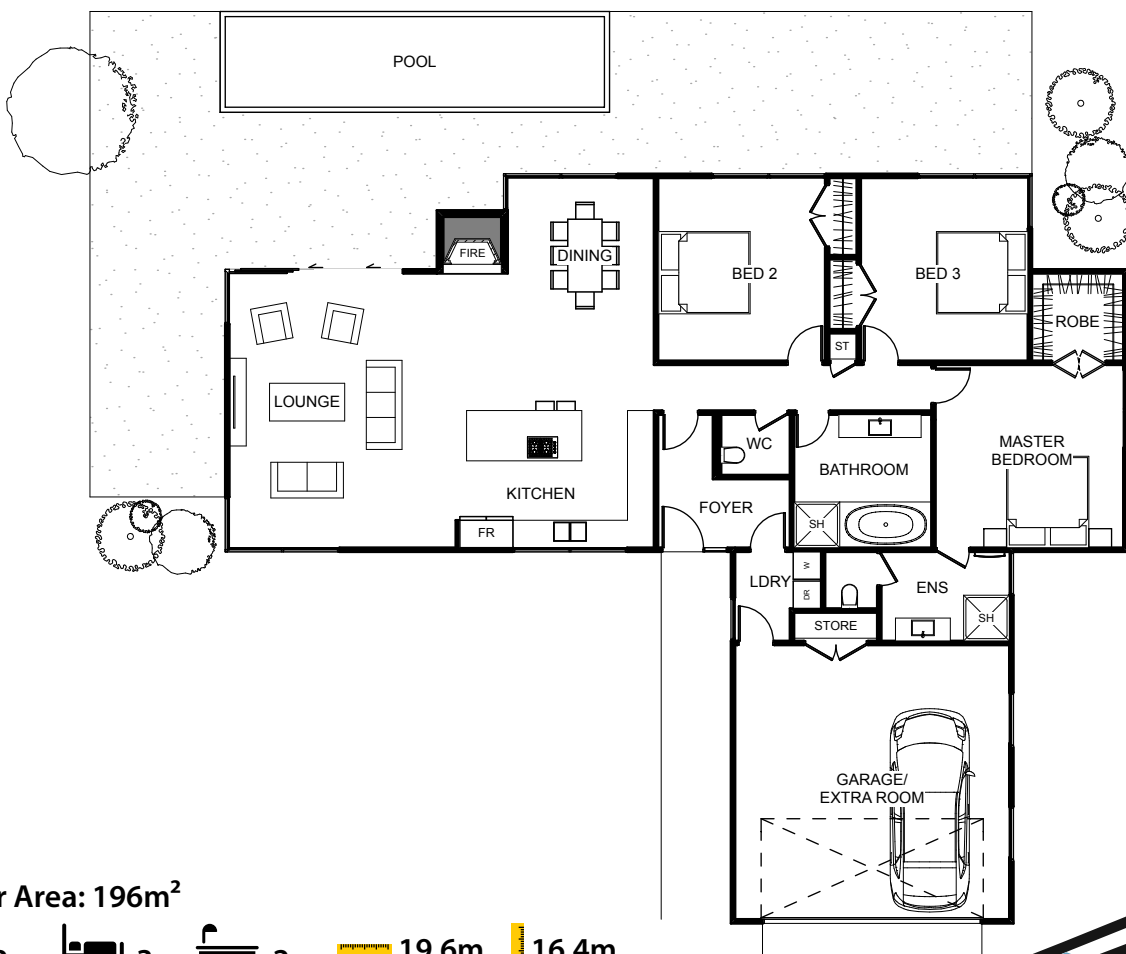 POOL
FIRE
DINING
BED 2
BED 3
ROBE
ST
LOUNGE
WC
MASTER
BEDROOM
BATHROOM
KITCHEN
FOYER
SH
FR
W
LDRY
DR
ENS
SH
STORE
GARAGE/
EXTRA ROOM
Area: 196m²
19.6m 16.4m